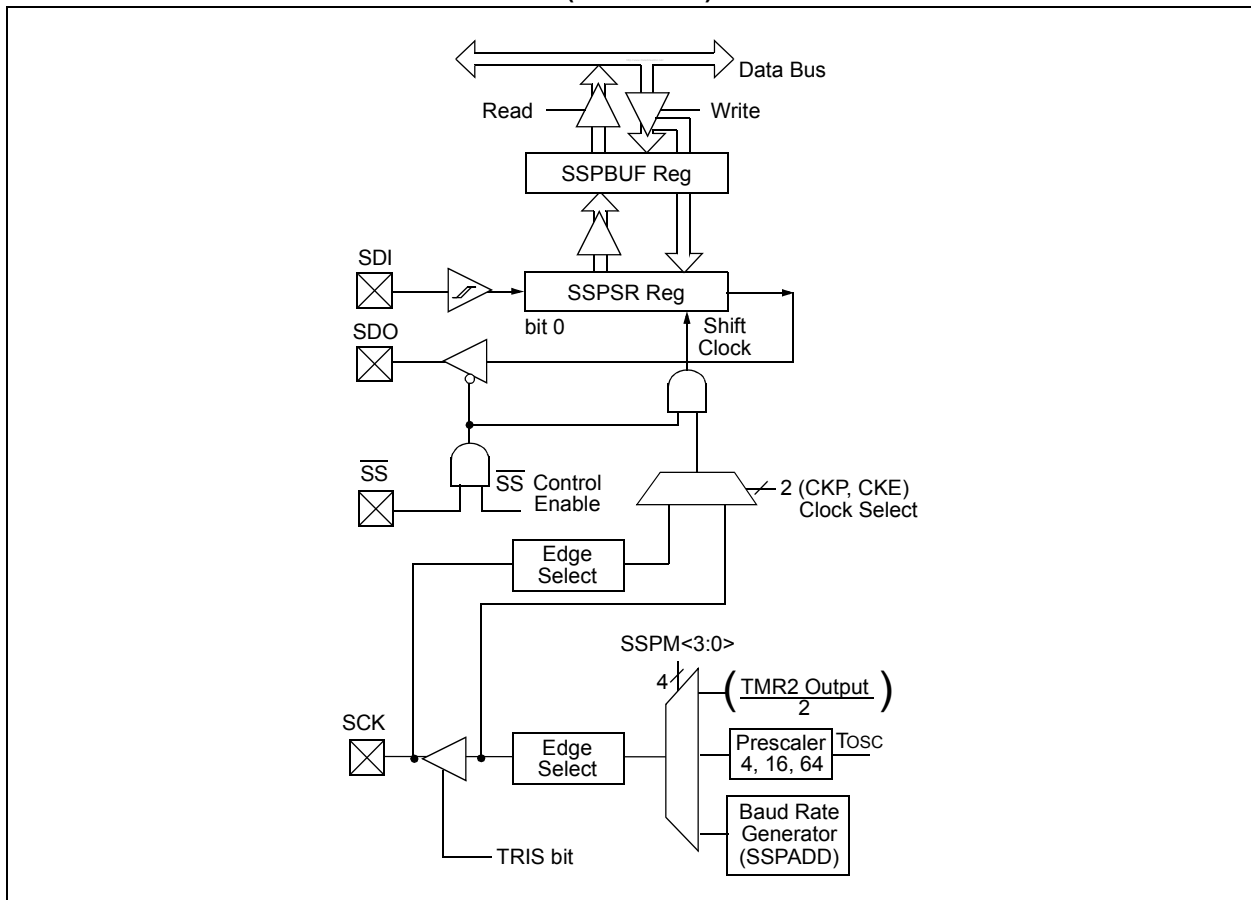 Data Bus
Read
Write
SSPBUF Reg
SDI
SSPSR Reg
bit 0
Shift
Clock
SDO
SS
SS Control
Enable
2 (CKP, CKE)
Clock Select
Edge
Select
SSPM<3:0>
4
(TMR2 Output)
2
SCK
Edge
Select
Prescaler
4, 16, 64
TOSC
Baud Rate
Generator
(SSPADD)
TRIS bit